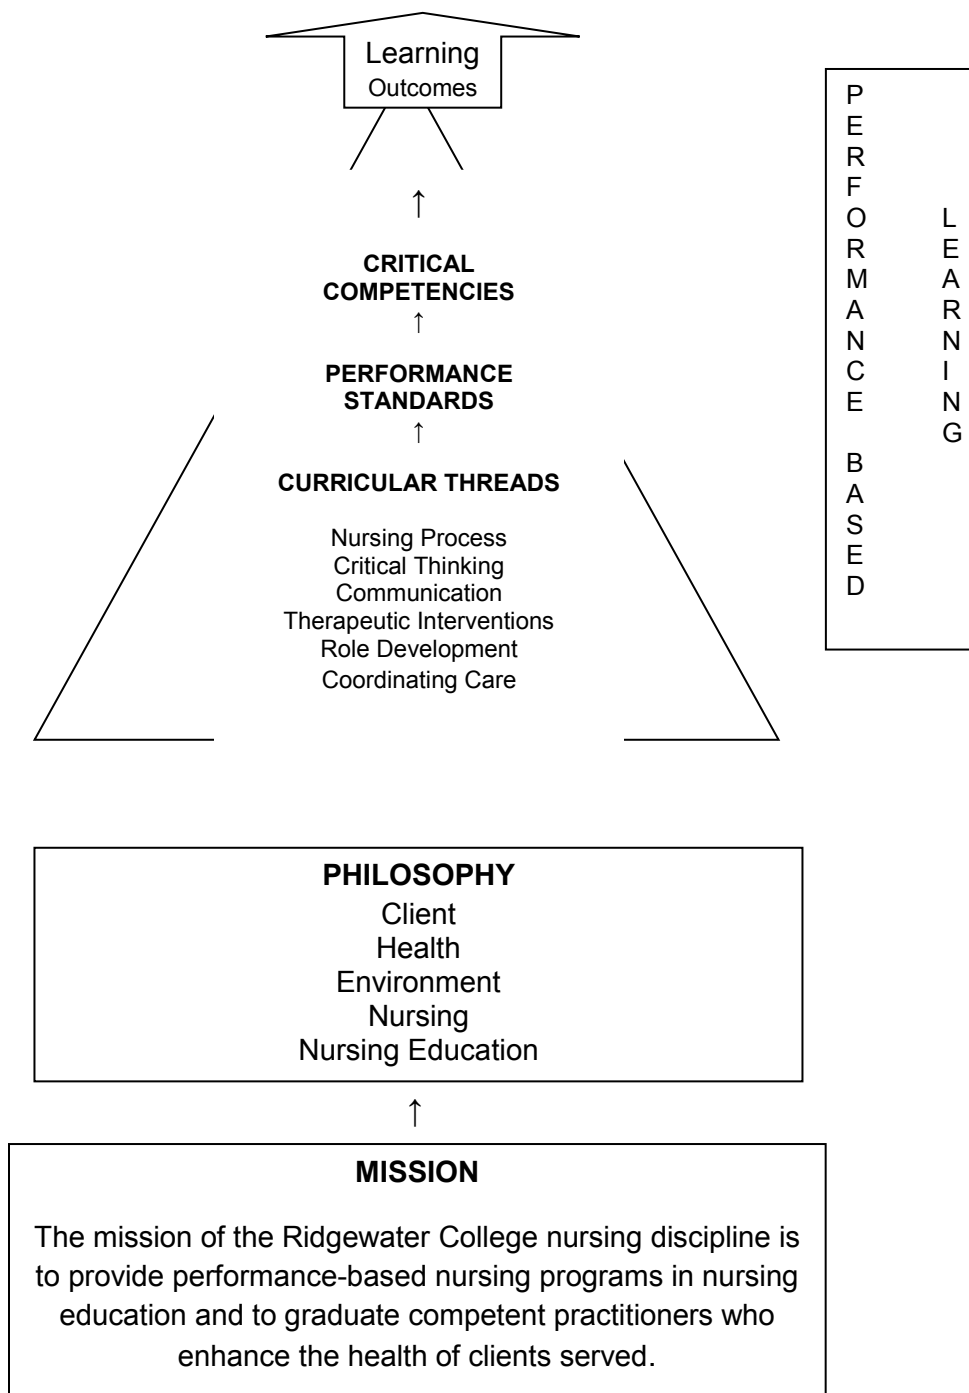 Learning
Outcomes
↑
CRITICAL
COMPETENCIES
↑
PERFORMANCE
STANDARDS
↑
CURRICULAR THREADS
Nursing Process
Critical Thinking
Communication
Therapeutic Interventions
Role Development
Coordinating Care
PERFORMANCE BASED
LEARNING
PHILOSOPHY
Client
Health
Environment
Nursing
Nursing Education
↑
MISSION
The mission of the Ridgewater College nursing discipline is
to provide performance-based nursing programs in nursing
education and to graduate competent practitioners who
enhance the health of clients served.